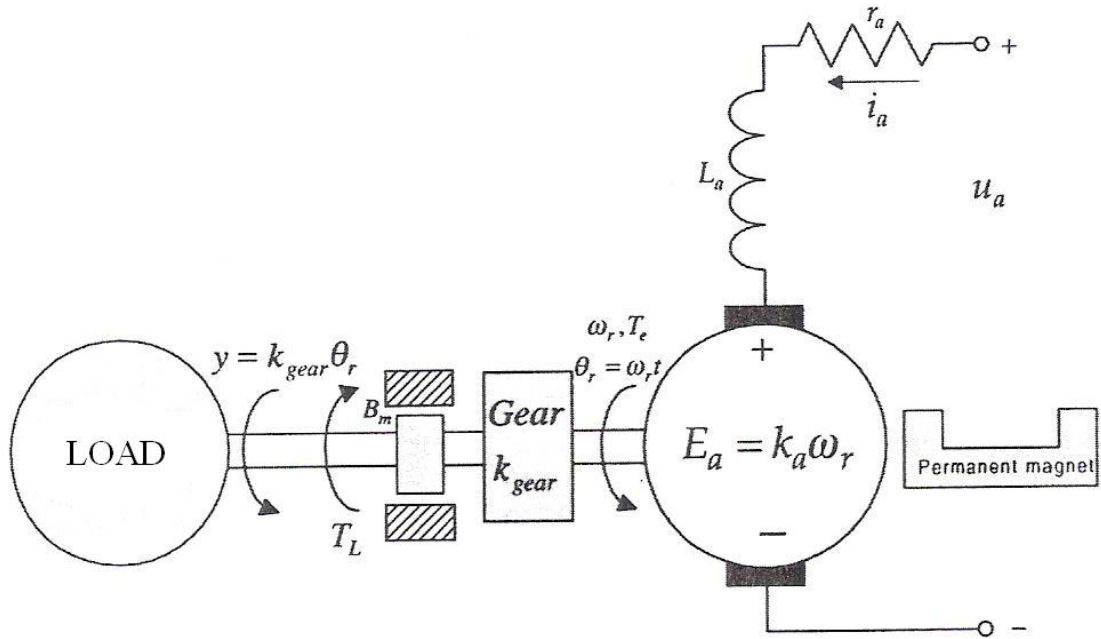 r_a
+
i_a
L_a
u_a
ω_r, T_e
θ_r = ω_r t
y = k_gear θ_r
B_m
Gear
k_gear
LOAD
T_L
+
E_a = k_a ω_r
−
Permanent magnet
−